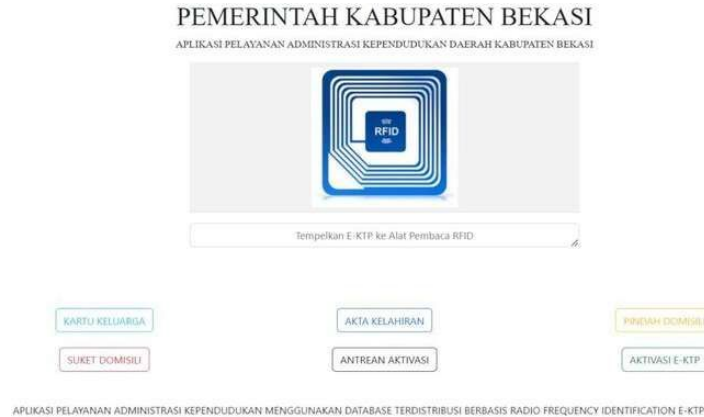 PEMERINTAH KABUPATEN BEKASI
APLIKASI PELAYANAN ADMINISTRASI KEPENDUDUKAN DAERAH KABUPATEN BEKASI
RFID
Tempelkan E-KTP ke Alat Pembaca RFID
KARTU KELUARGA AKTA KELAHIRAN PINDAH DOMISILI
SUKET DOMISILI ANTREAN AKTIVASI AKTIVASI E-KTP
APLIKASI PELAYANAN ADMINISTRASI KEPENDUDUKAN MENGGUNAKAN DATABASE TERDISTRIBUSI BERBASIS RADIO FREQUENCY IDENTIFICATION E-KTP